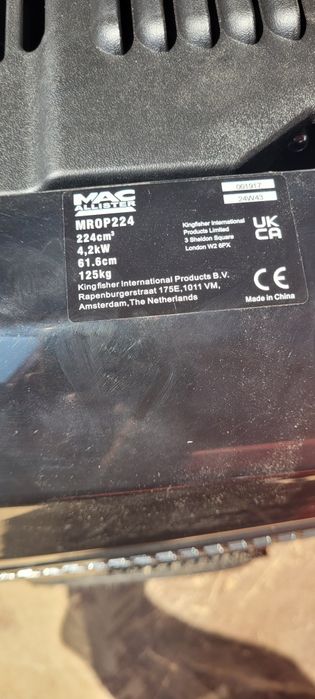 MAC
ALLISTER
MROP224
224cm³
4,2kW
61.6cm
125kg
Kingfisher International Products B.V.
Rapenburgerstraat 175E,1011 VM,
Amsterdam,The Netherlands
001917
24W43
Kingfisher International
Products Limited
3 Sheldon Square
London W2 6PX
UK
CA
CE
Made in China